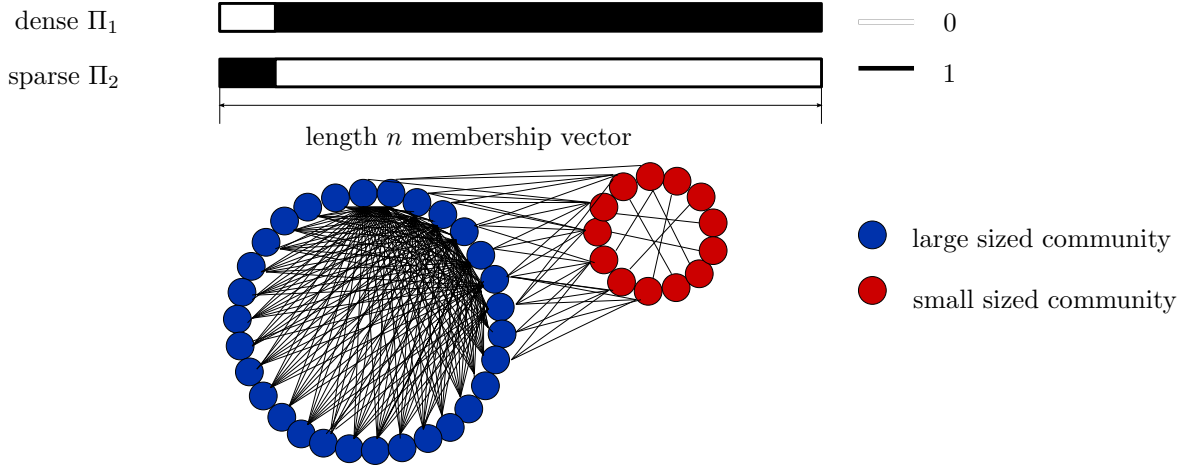 dense Π₁ 0
sparse Π₂ 1
length n membership vector
large sized community
small sized community